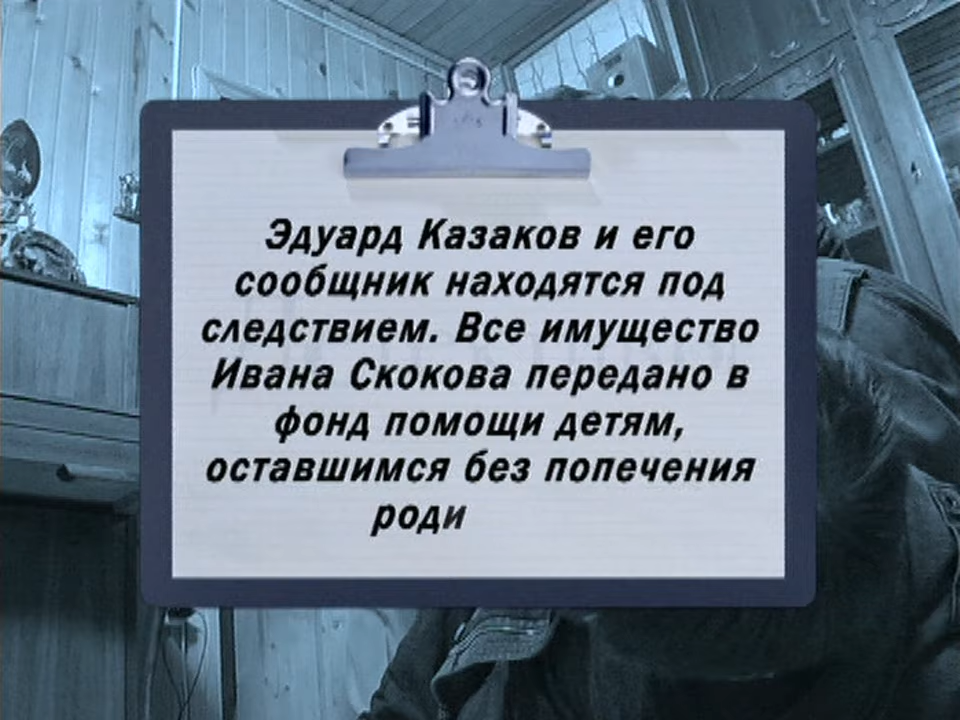 Эдуард Казаков и его
сообщник находятся под
следствием. Все имущество
Ивана Скокова передано в
фонд помощи детям,
оставшимся без попечения
роди